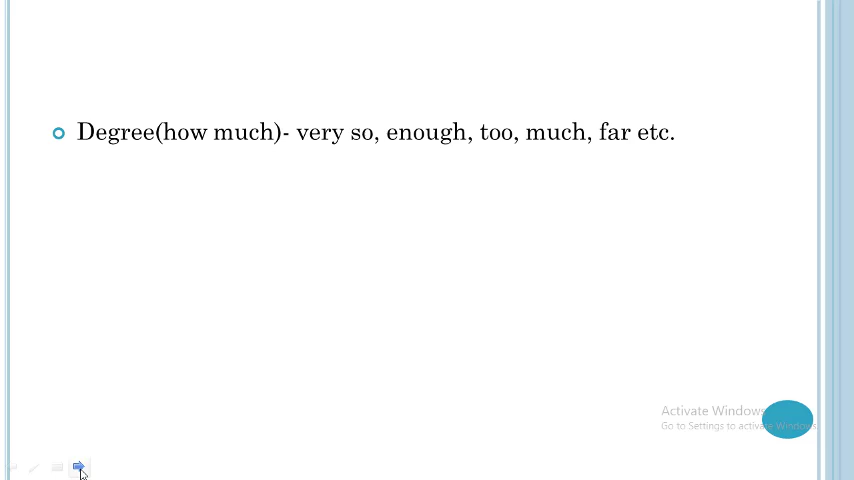 Degree(how much)- very so, enough, too, much, far etc.
Activate Windows
Go to Settings to activate Windows